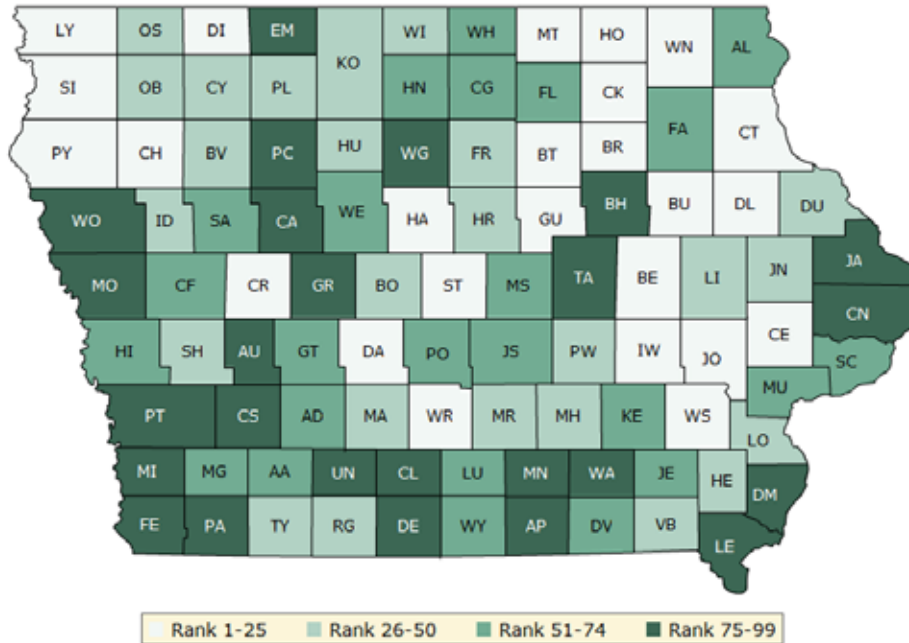 LY OS DI EM KO WI WH MT HO WN AL
SI OB CY PL HN CG FL CK
PY CH BV PC HU WG FR BT BR FA CT
WO ID SA CA WE HA HR GU BH BU DL DU
MO CF CR GR BO ST MS TA BE LI JN JA
CN
HI SH AU GT DA PO JS PW IW JO CE SC
PT CS AD MA WR MR MH KE WS MU
LO
MI MG AA UN CL LU MN WA JE HE DM
FE PA TY RG DE WY AP DV VB LE
Rank 1-25 Rank 26-50 Rank 51-74 Rank 75-99